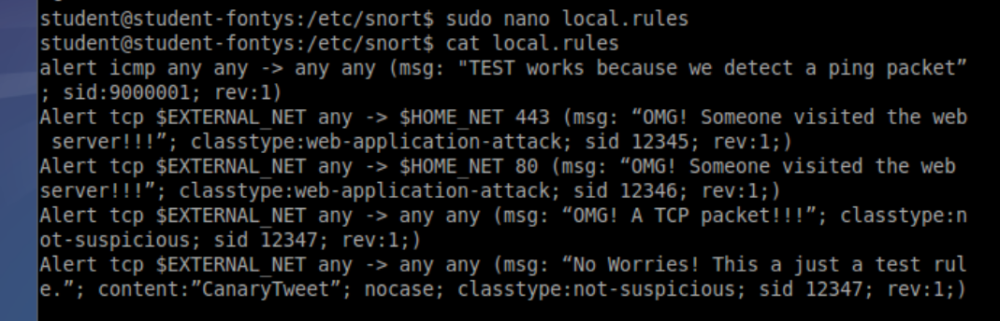 student@student-fontys:/etc/snort$ sudo nano local.rules
student@student-fontys:/etc/snort$ cat local.rules
alert icmp any any -> any any (msg: "TEST works because we detect a ping packet”
; sid:9000001; rev:1)
Alert tcp $EXTERNAL_NET any -> $HOME_NET 443 (msg: “OMG! Someone visited the web
 server!!!”; classtype:web-application-attack; sid 12345; rev:1;)
Alert tcp $EXTERNAL_NET any -> $HOME_NET 80 (msg: “OMG! Someone visited the web
server!!!”; classtype:web-application-attack; sid 12346; rev:1;)
Alert tcp $EXTERNAL_NET any -> any any (msg: “OMG! A TCP packet!!!”; classtype:n
ot-suspicious; sid 12347; rev:1;)
Alert tcp $EXTERNAL_NET any -> any any (msg: “No Worries! This a just a test rul
e.”; content:”CanaryTweet”; nocase; classtype:not-suspicious; sid 12347; rev:1;)